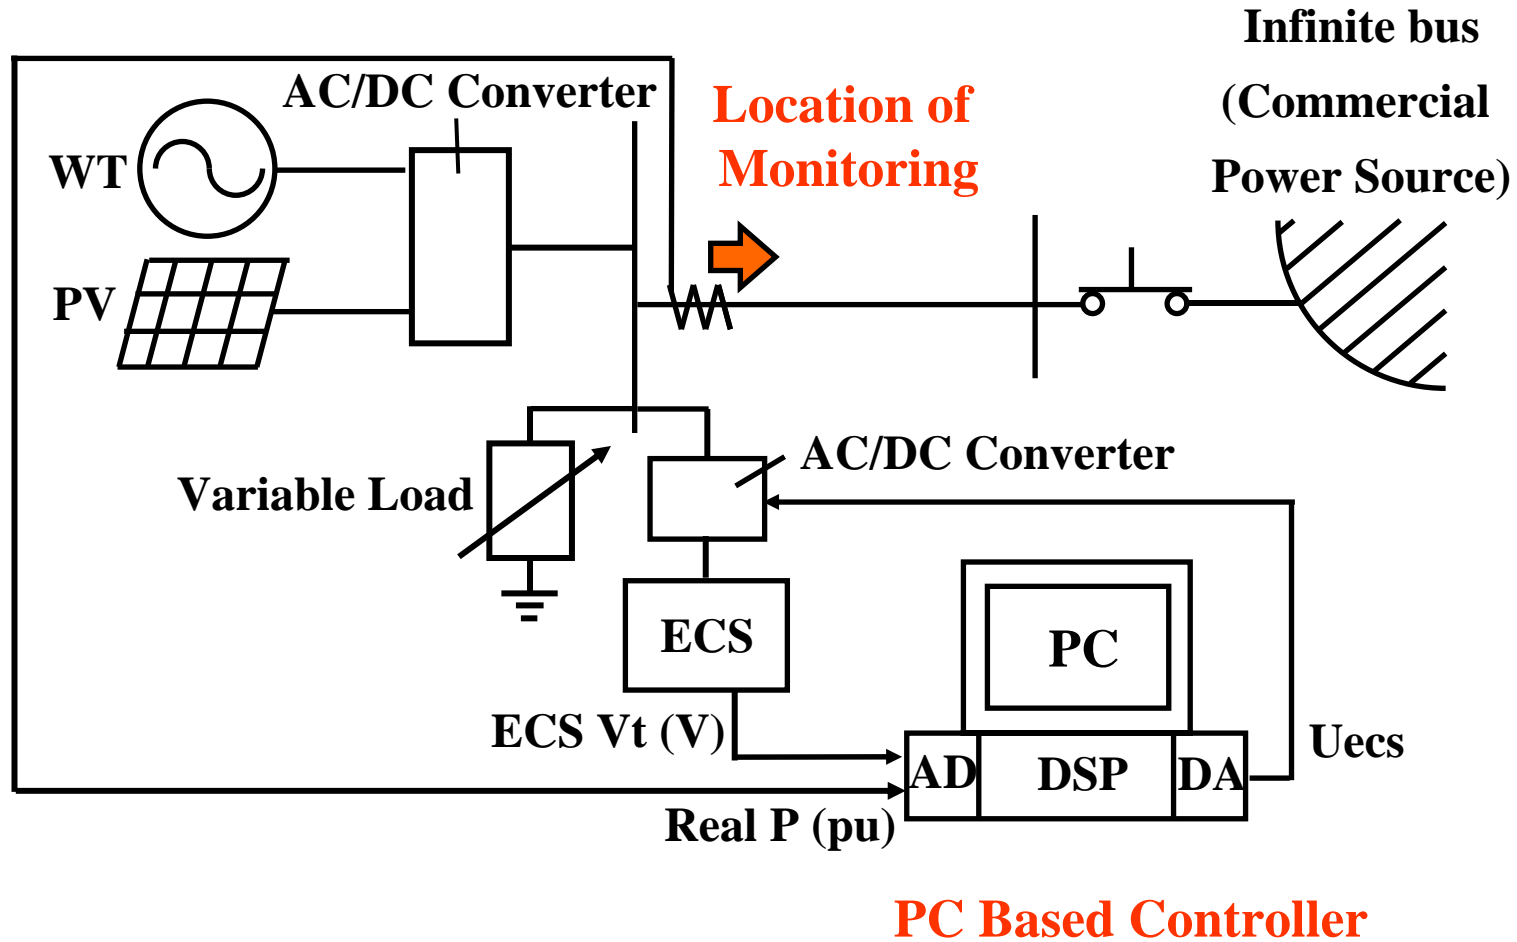 Infinite bus
(Commercial
Power Source)
AC/DC Converter
Location of
Monitoring
WT
PV
AC/DC Converter
Variable Load
ECS
PC
ECS Vt (V)
Uecs
AD
DSP
DA
Real P (pu)
PC Based Controller